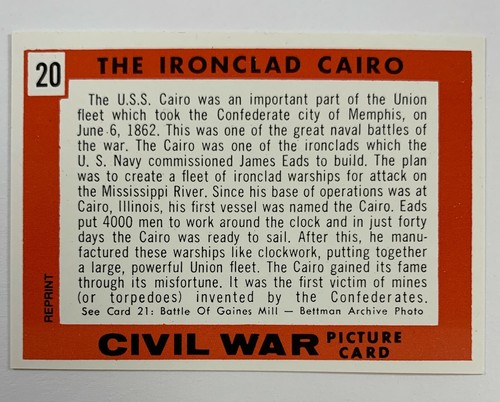 20
THE IRONCLAD CAIRO
The U.S.S. Cairo was an important part of the Union
fleet which took the Confederate city of Memphis, on
June 6, 1862. This was one of the great naval battles of
the war. The Cairo was one of the ironclads which the
U. S. Navy commissioned James Eads to build. The plan
was to create a fleet of ironclad warships for attack on
the Mississippi River. Since his base of operations was at
Cairo, Illinois, his first vessel was named the Cairo. Eads
put 4000 men to work around the clock and in just forty
days the Cairo was ready to sail. After this, he manu-
factured these warships like clockwork, putting together
a large, powerful Union fleet. The Cairo gained its fame
through its misfortune. It was the first victim of mines
(or torpedoes) invented by the Confederates.
See Card 21: Battle Of Gaines Mill — Bettman Archive Photo
REPRINT
CIVIL WAR PICTURE
CARD